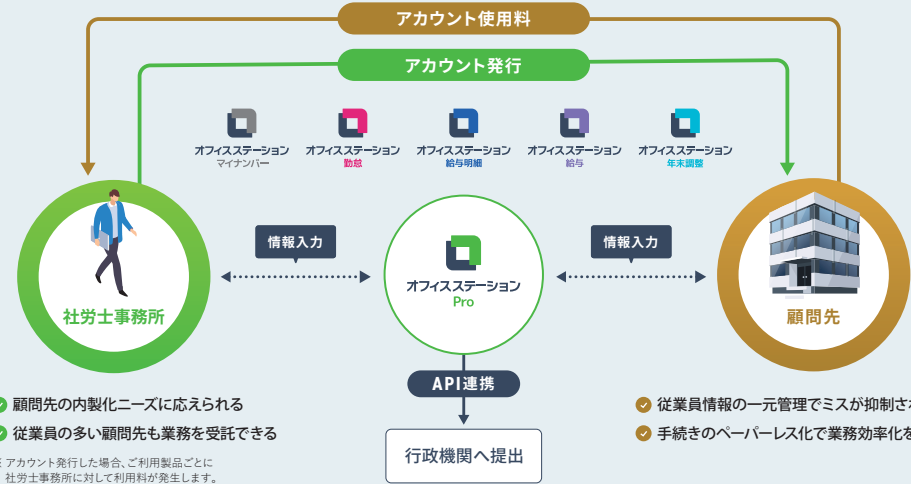 アカウント使用料
アカウント発行
オフィスステーション
マイナンバー
オフィスステーション
勤怠
オフィスステーション
給与明細
オフィスステーション
給与
オフィスステーション
年末調整
情報入力
情報入力
オフィスステーション
Pro
社労士事務所
顧問先
API連携
行政機関へ提出
顧問先の内製化ニーズに応えられる
従業員の多い顧問先も業務を受託できる
アカウント発行した場合、ご利用製品ごとに
社労士事務所に対して利用料が発生します。
従業員情報の一元管理でミスが抑制さ
手続きのペーパーレス化で業務効率化を